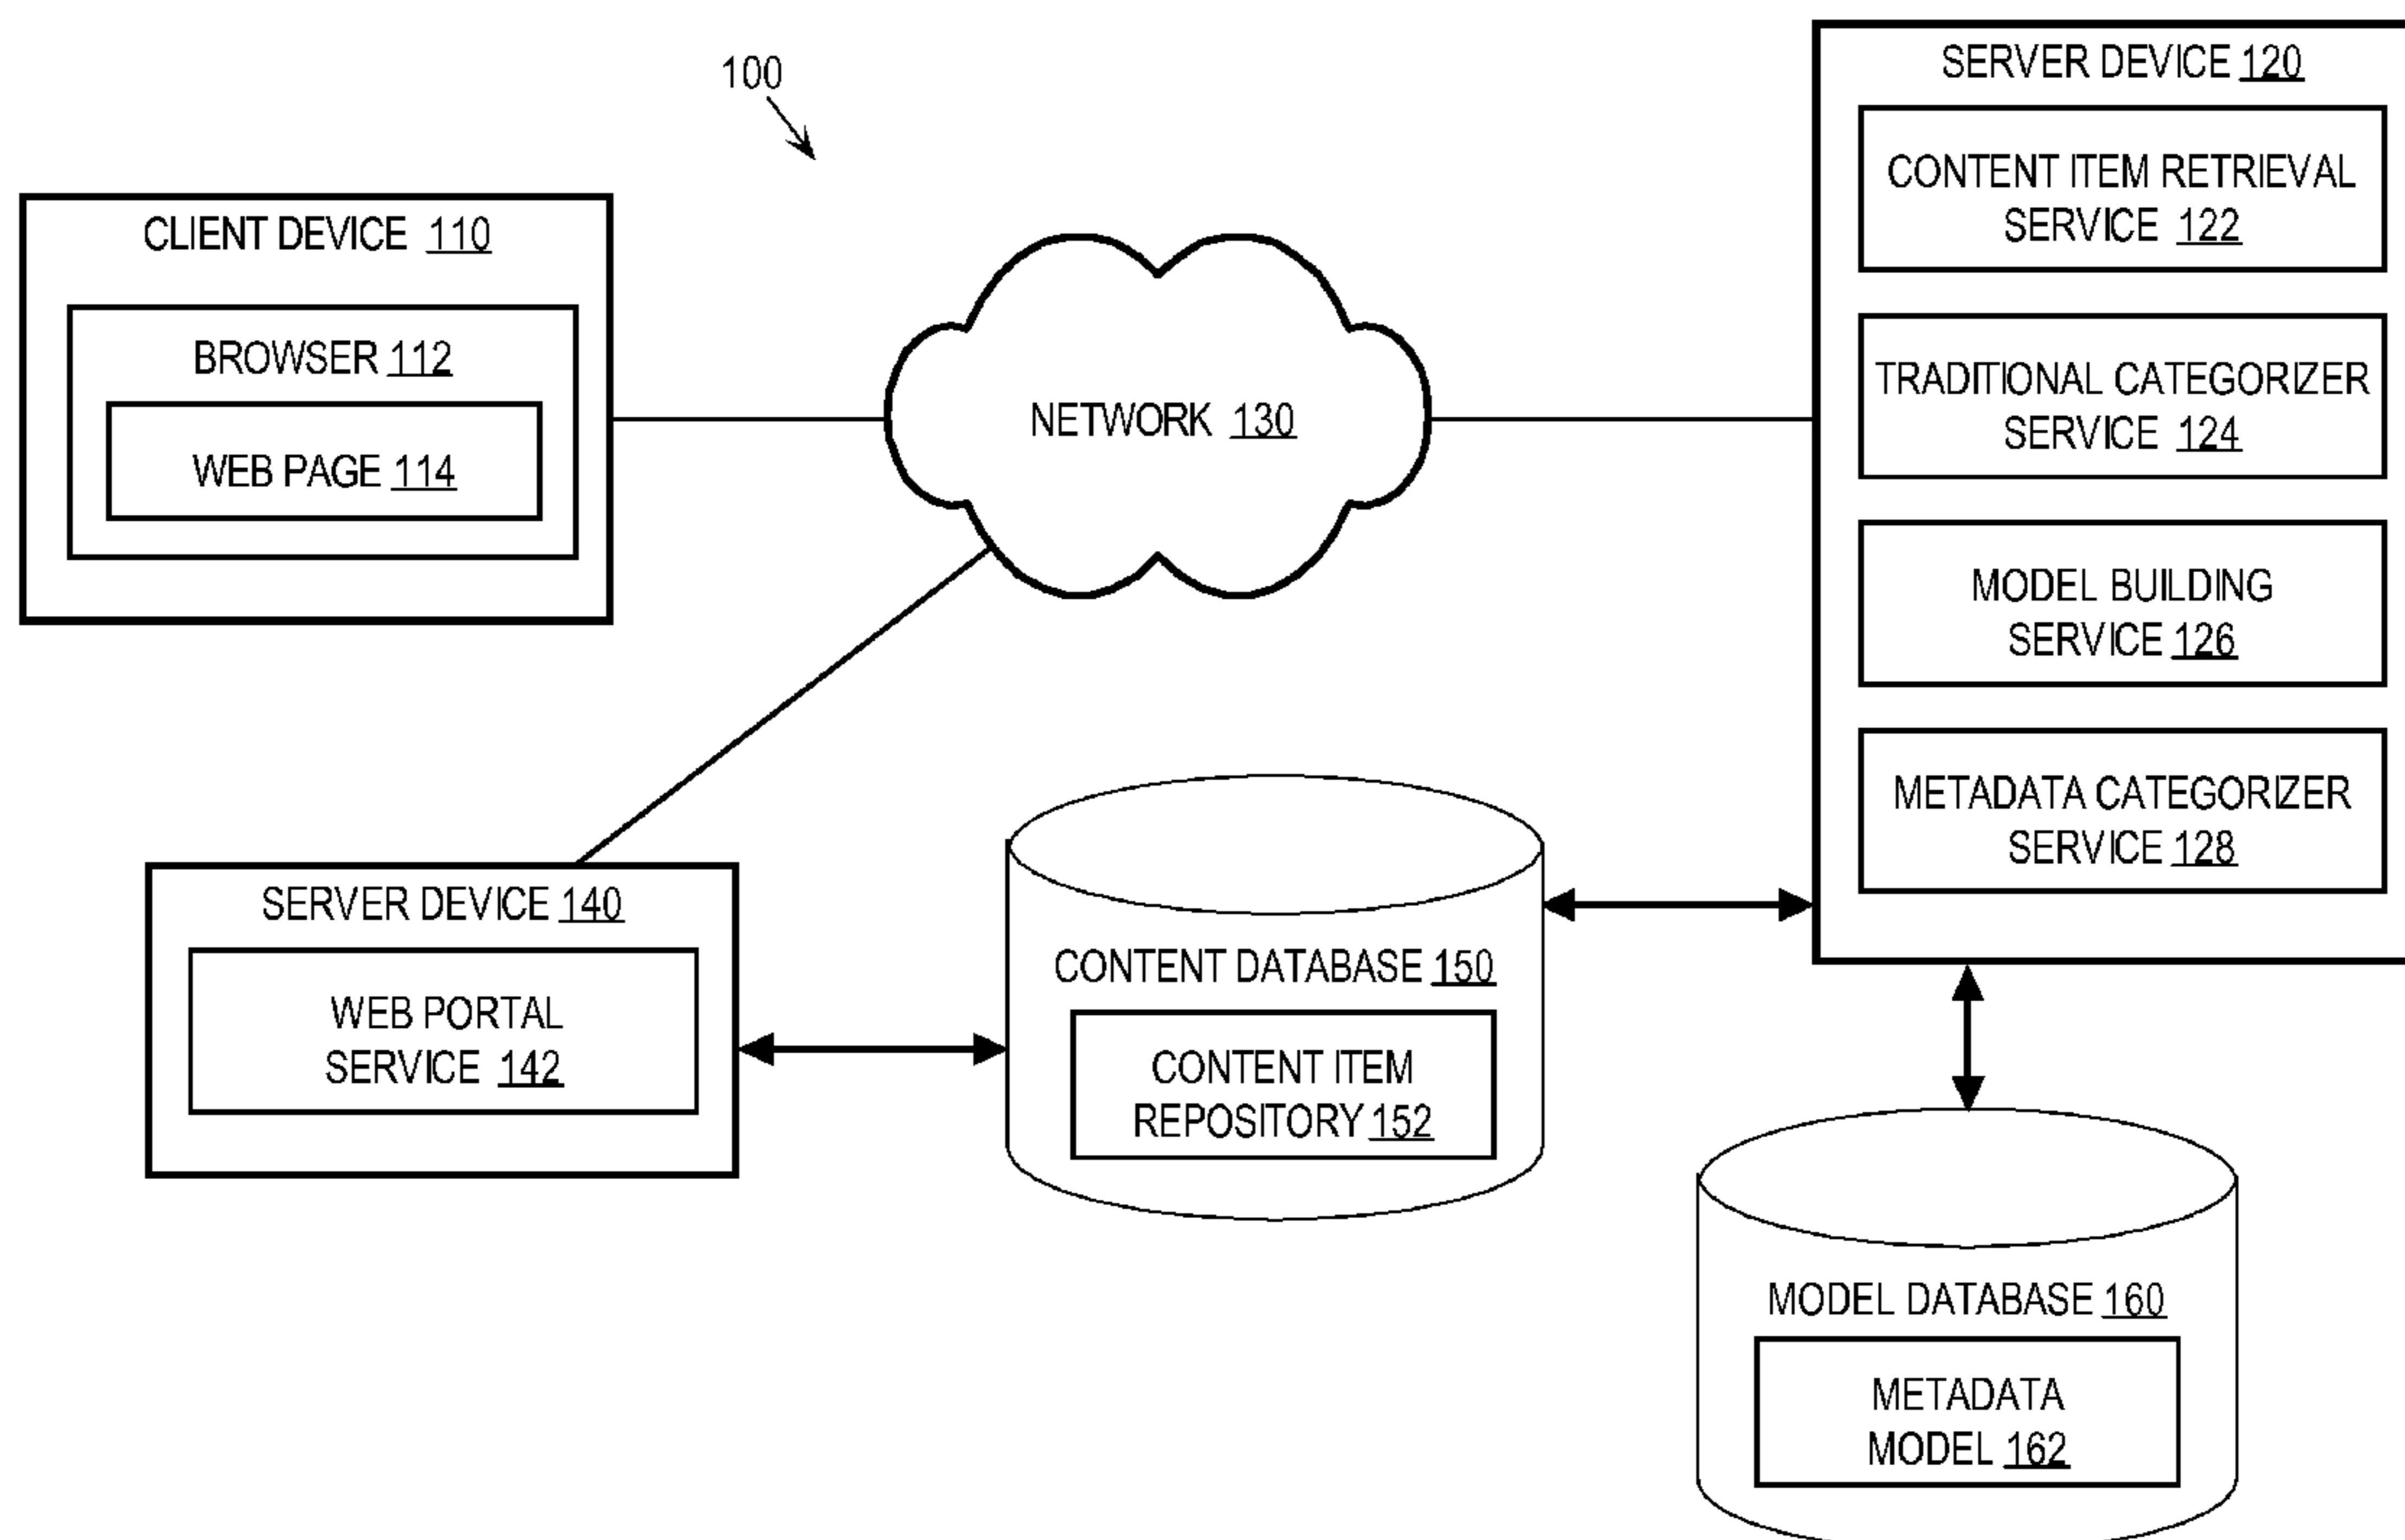 100
CLIENT DEVICE 110
BROWSER 112
WEB PAGE 114
NETWORK 130
SERVER DEVICE 120
CONTENT ITEM RETRIEVAL
SERVICE 122
TRADITIONAL CATEGORIZER
SERVICE 124
MODEL BUILDING
SERVICE 126
METADATA CATEGORIZER
SERVICE 128
SERVER DEVICE 140
WEB PORTAL
SERVICE 142
CONTENT DATABASE 150
CONTENT ITEM
REPOSITORY 152
MODEL DATABASE 160
METADATA
MODEL 162